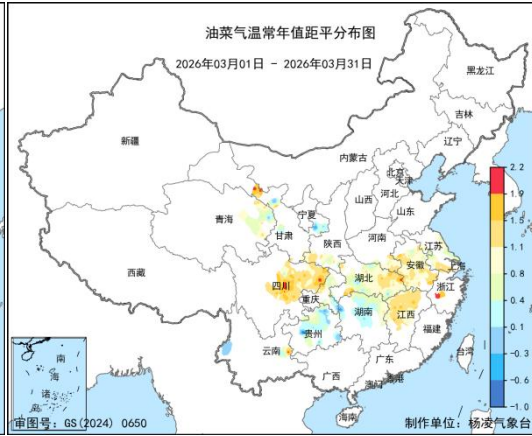 油菜气温常年值距平分布图
2026年03月01日 - 2026年03月31日
黑龙江
吉林
辽宁
新疆
内蒙古
北京
天津
河北
山西
山东
宁夏
青海
甘肃
陕西
河南
江苏
西藏
安徽
上海
四川
湖北
重庆
浙江
湖南
江西
贵州
福建
云南
台湾
广西
广东
香港
澳门
海南
南
海
诸
岛
2.2
1.9
1.5
1.1
0.8
0.4
0.1
-0.3
-0.6
-1.0
审图号: GS(2024) 0650
制作单位: 杨凌气象台